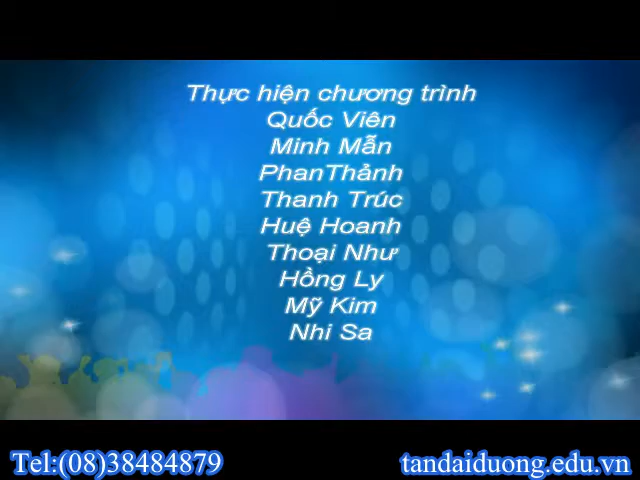 Thực hiện chương trình
Quốc Viên
Minh Mẫn
PhanThảnh
Thanh Trúc
Huệ Hoanh
Thoại Như
Hồng Ly
Mỹ Kim
Nhi Sa
Tel:(08)38484879
tandaiduong.edu.vn